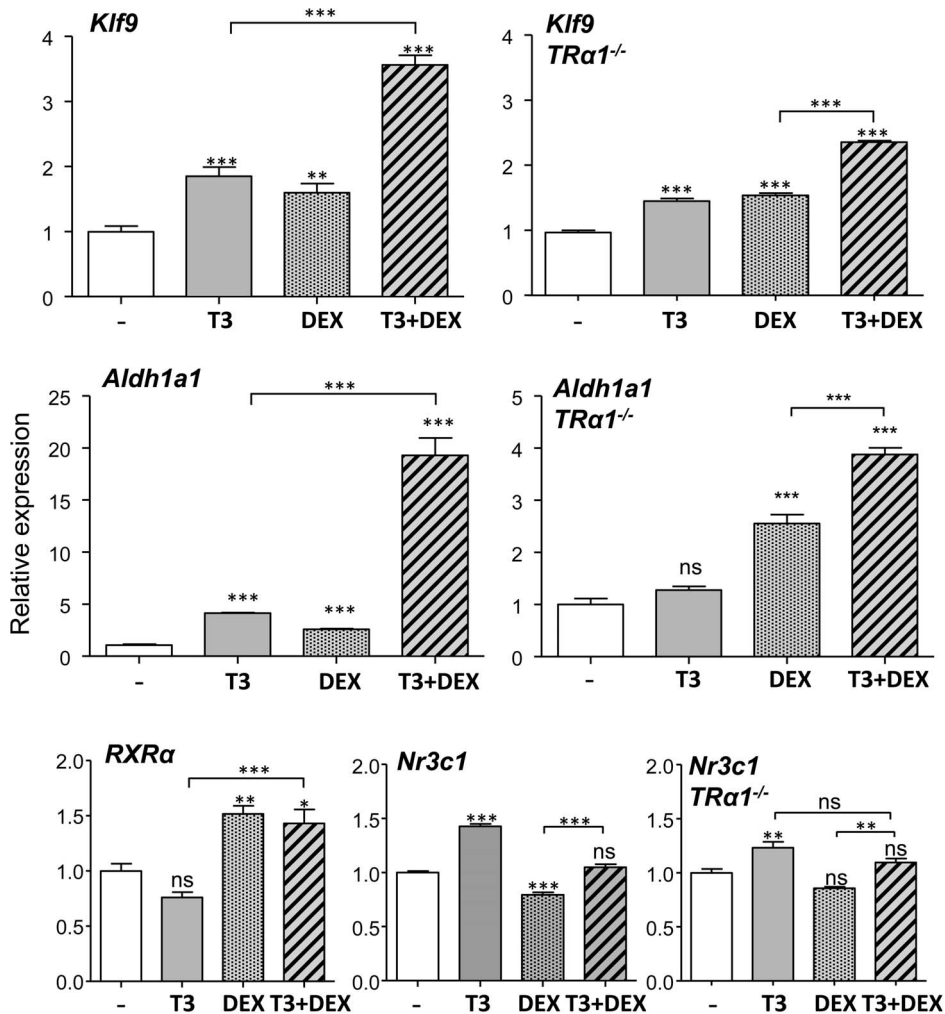 Klf9
***
***
***
**
4
3
2
1
0
- T3 DEX T3+DEX
Klf9
TRα1-/-
***
***
***
***
4
3
2
1
0
- T3 DEX T3+DEX
Relative expression
Aldh1a1
***
***
***
***
25
20
15
10
5
0
- T3 DEX T3+DEX
Aldh1a1
TRα1-/-
***
***
***
ns
5
4
3
2
1
0
- T3 DEX T3+DEX
RXRα
***
**
*
ns
2.0
1.5
1.0
0.5
0.0
- T3 DEX T3+DEX
Nr3c1
***
***
ns
***
2.0
1.5
1.0
0.5
0.0
- T3 DEX T3+DEX
Nr3c1
TRα1-/-
ns
**
**
ns
ns
2.0
1.5
1.0
0.5
0.0
- T3 DEX T3+DEX